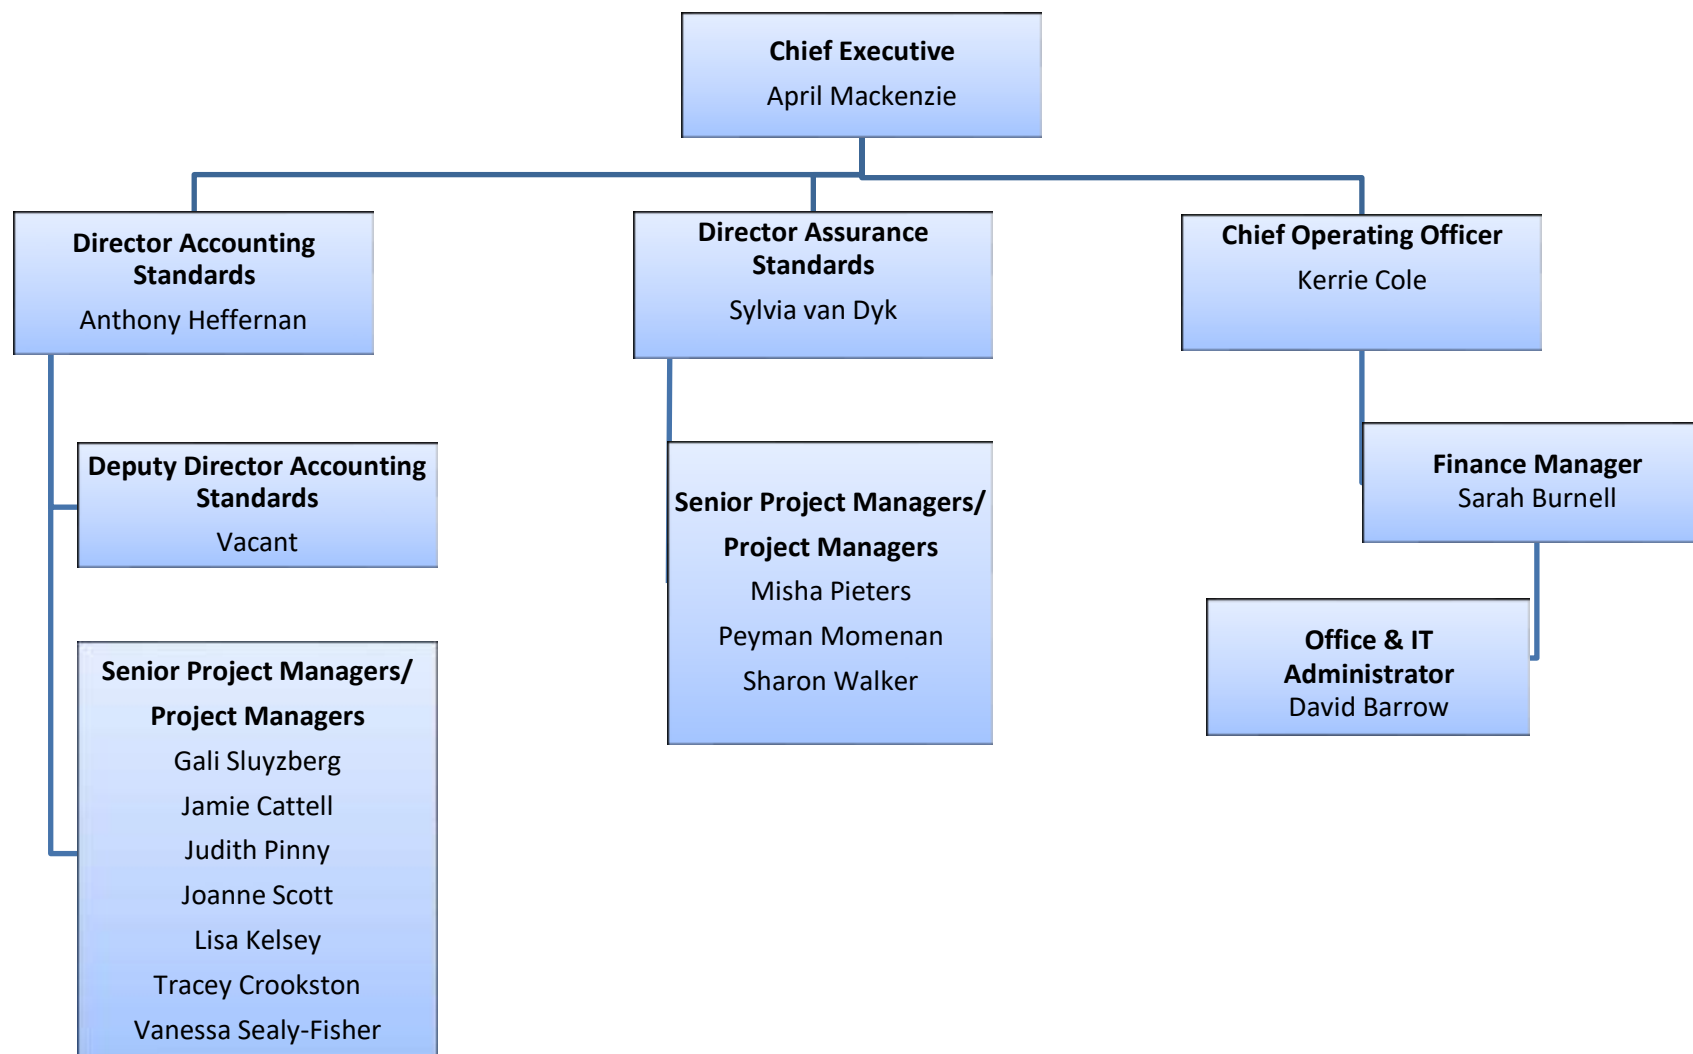 Chief Executive
April Mackenzie
Director Accounting
Standards
Anthony Heffernan
Director Assurance
Standards
Sylvia van Dyk
Chief Operating Officer
Kerrie Cole
Deputy Director Accounting
Standards
Vacant
Senior Project Managers/
Project Managers
Gali Sluyzberg
Jamie Cattell
Judith Pinny
Joanne Scott
Lisa Kelsey
Tracey Crookston
Vanessa Sealy-Fisher
Senior Project Managers/
Project Managers
Misha Pieters
Peyman Momenan
Sharon Walker
Finance Manager
Sarah Burnell
Office & IT
Administrator
David Barrow